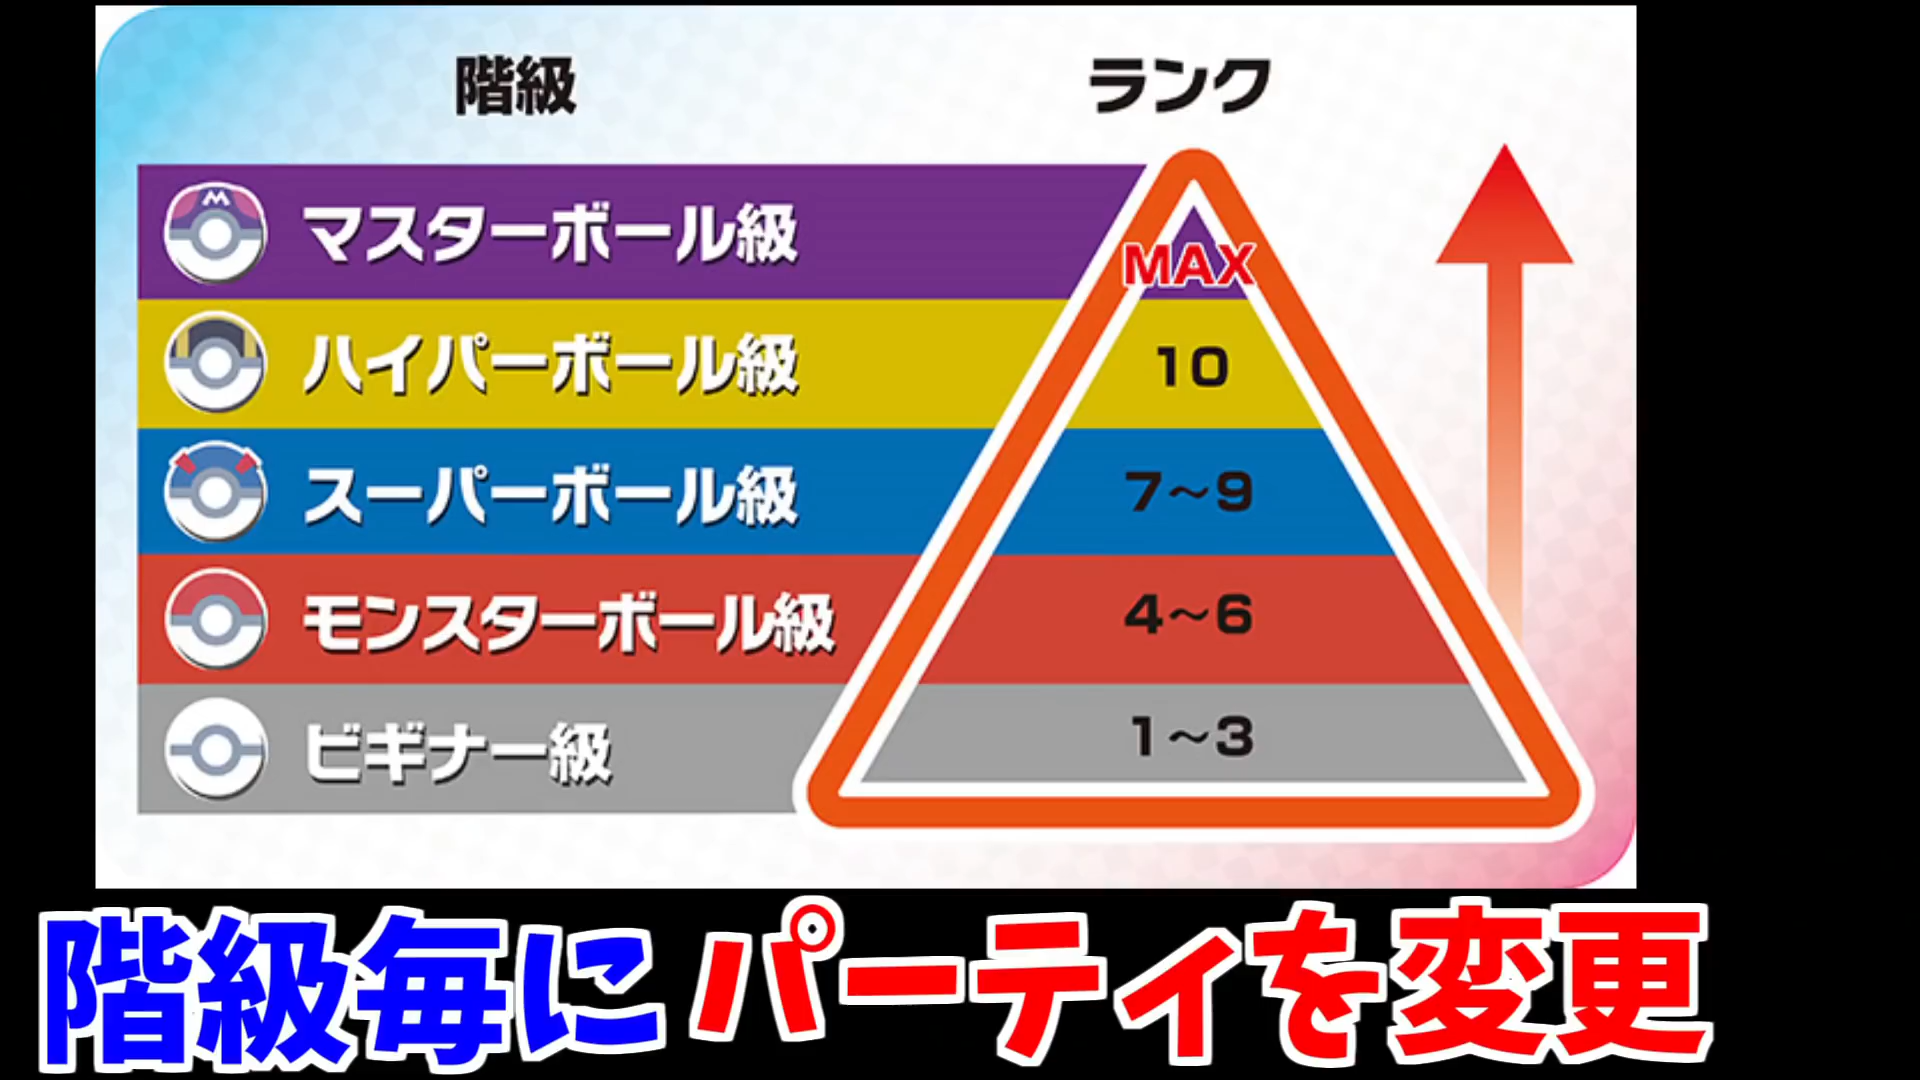 階級 ランク
マスターボール級 MAX
ハイパーボール級 10
スーパーボール級 7～9
モンスターボール級 4～6
ビギナー級 1～3
階級毎にパーティを変更